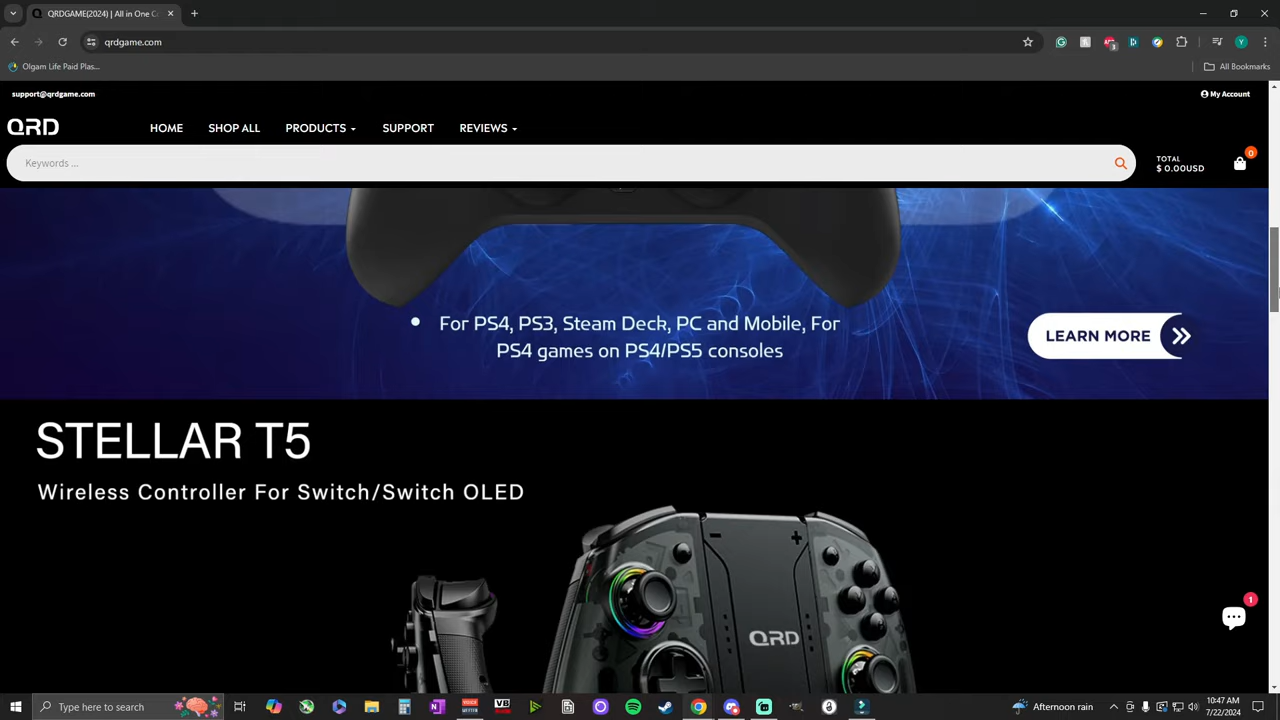 QRDGAME(2024) | All in One C
qrdgame.com
3
Y
Olgam Life Paid Plas...
All Bookmarks
support@qrdgame.com
My Account
QRD
HOME
SHOP ALL
PRODUCTS
SUPPORT
REVIEWS
Keywords ...
TOTAL
$ 0.00USD
0
• For PS4, PS3, Steam Deck, PC and Mobile, For
PS4 games on PS4/PS5 consoles
LEARN MORE
STELLAR T5
Wireless Controller For Switch/Switch OLED
QRD
1
Type here to search
VB
Afternoon rain
10:47 AM
7/22/2024